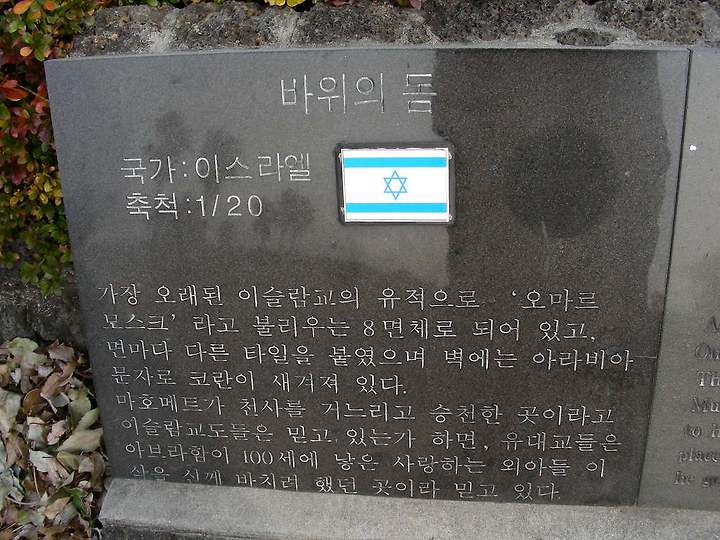 바위의 돔
국가:이스라엘
축척:1/20
가장 오래된 이슬람교의 유적으로 '오마르
모스크' 라고 불리우는 8면체로 되어 있고,
면마다 다른 타일을 붙였으며 벽에는 아라비아
문자로 코란이 새겨져 있다.
마호메트가 천사를 거느리고 승천한 곳이라고
이슬람교도들은 믿고 있는가 하면, 유대교들은
아브라함이 100세에 낳은 사랑하는 외아들 이
삭을 신께 바치려 했던 곳이라 믿고 있다.
On
Th
Mu
to b
place
he g